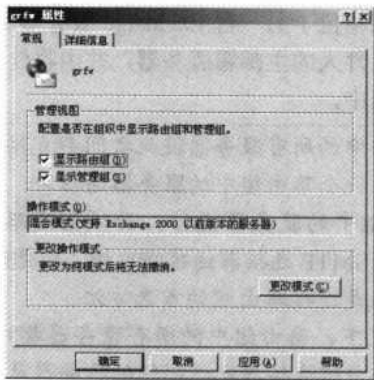 grfw 属性
常规
详细信息
grfw
管理视图
配置是否在组织中显示路由组和管理组。
显示路由组(D)
显示管理组(G)
操作模式(O)
混合模式(支持 Exchange 2000 以前版本的服务器)
更改操作模式
更改为纯模式后将无法撤消。
更改模式(C)
确定
取消
应用(A)
帮助